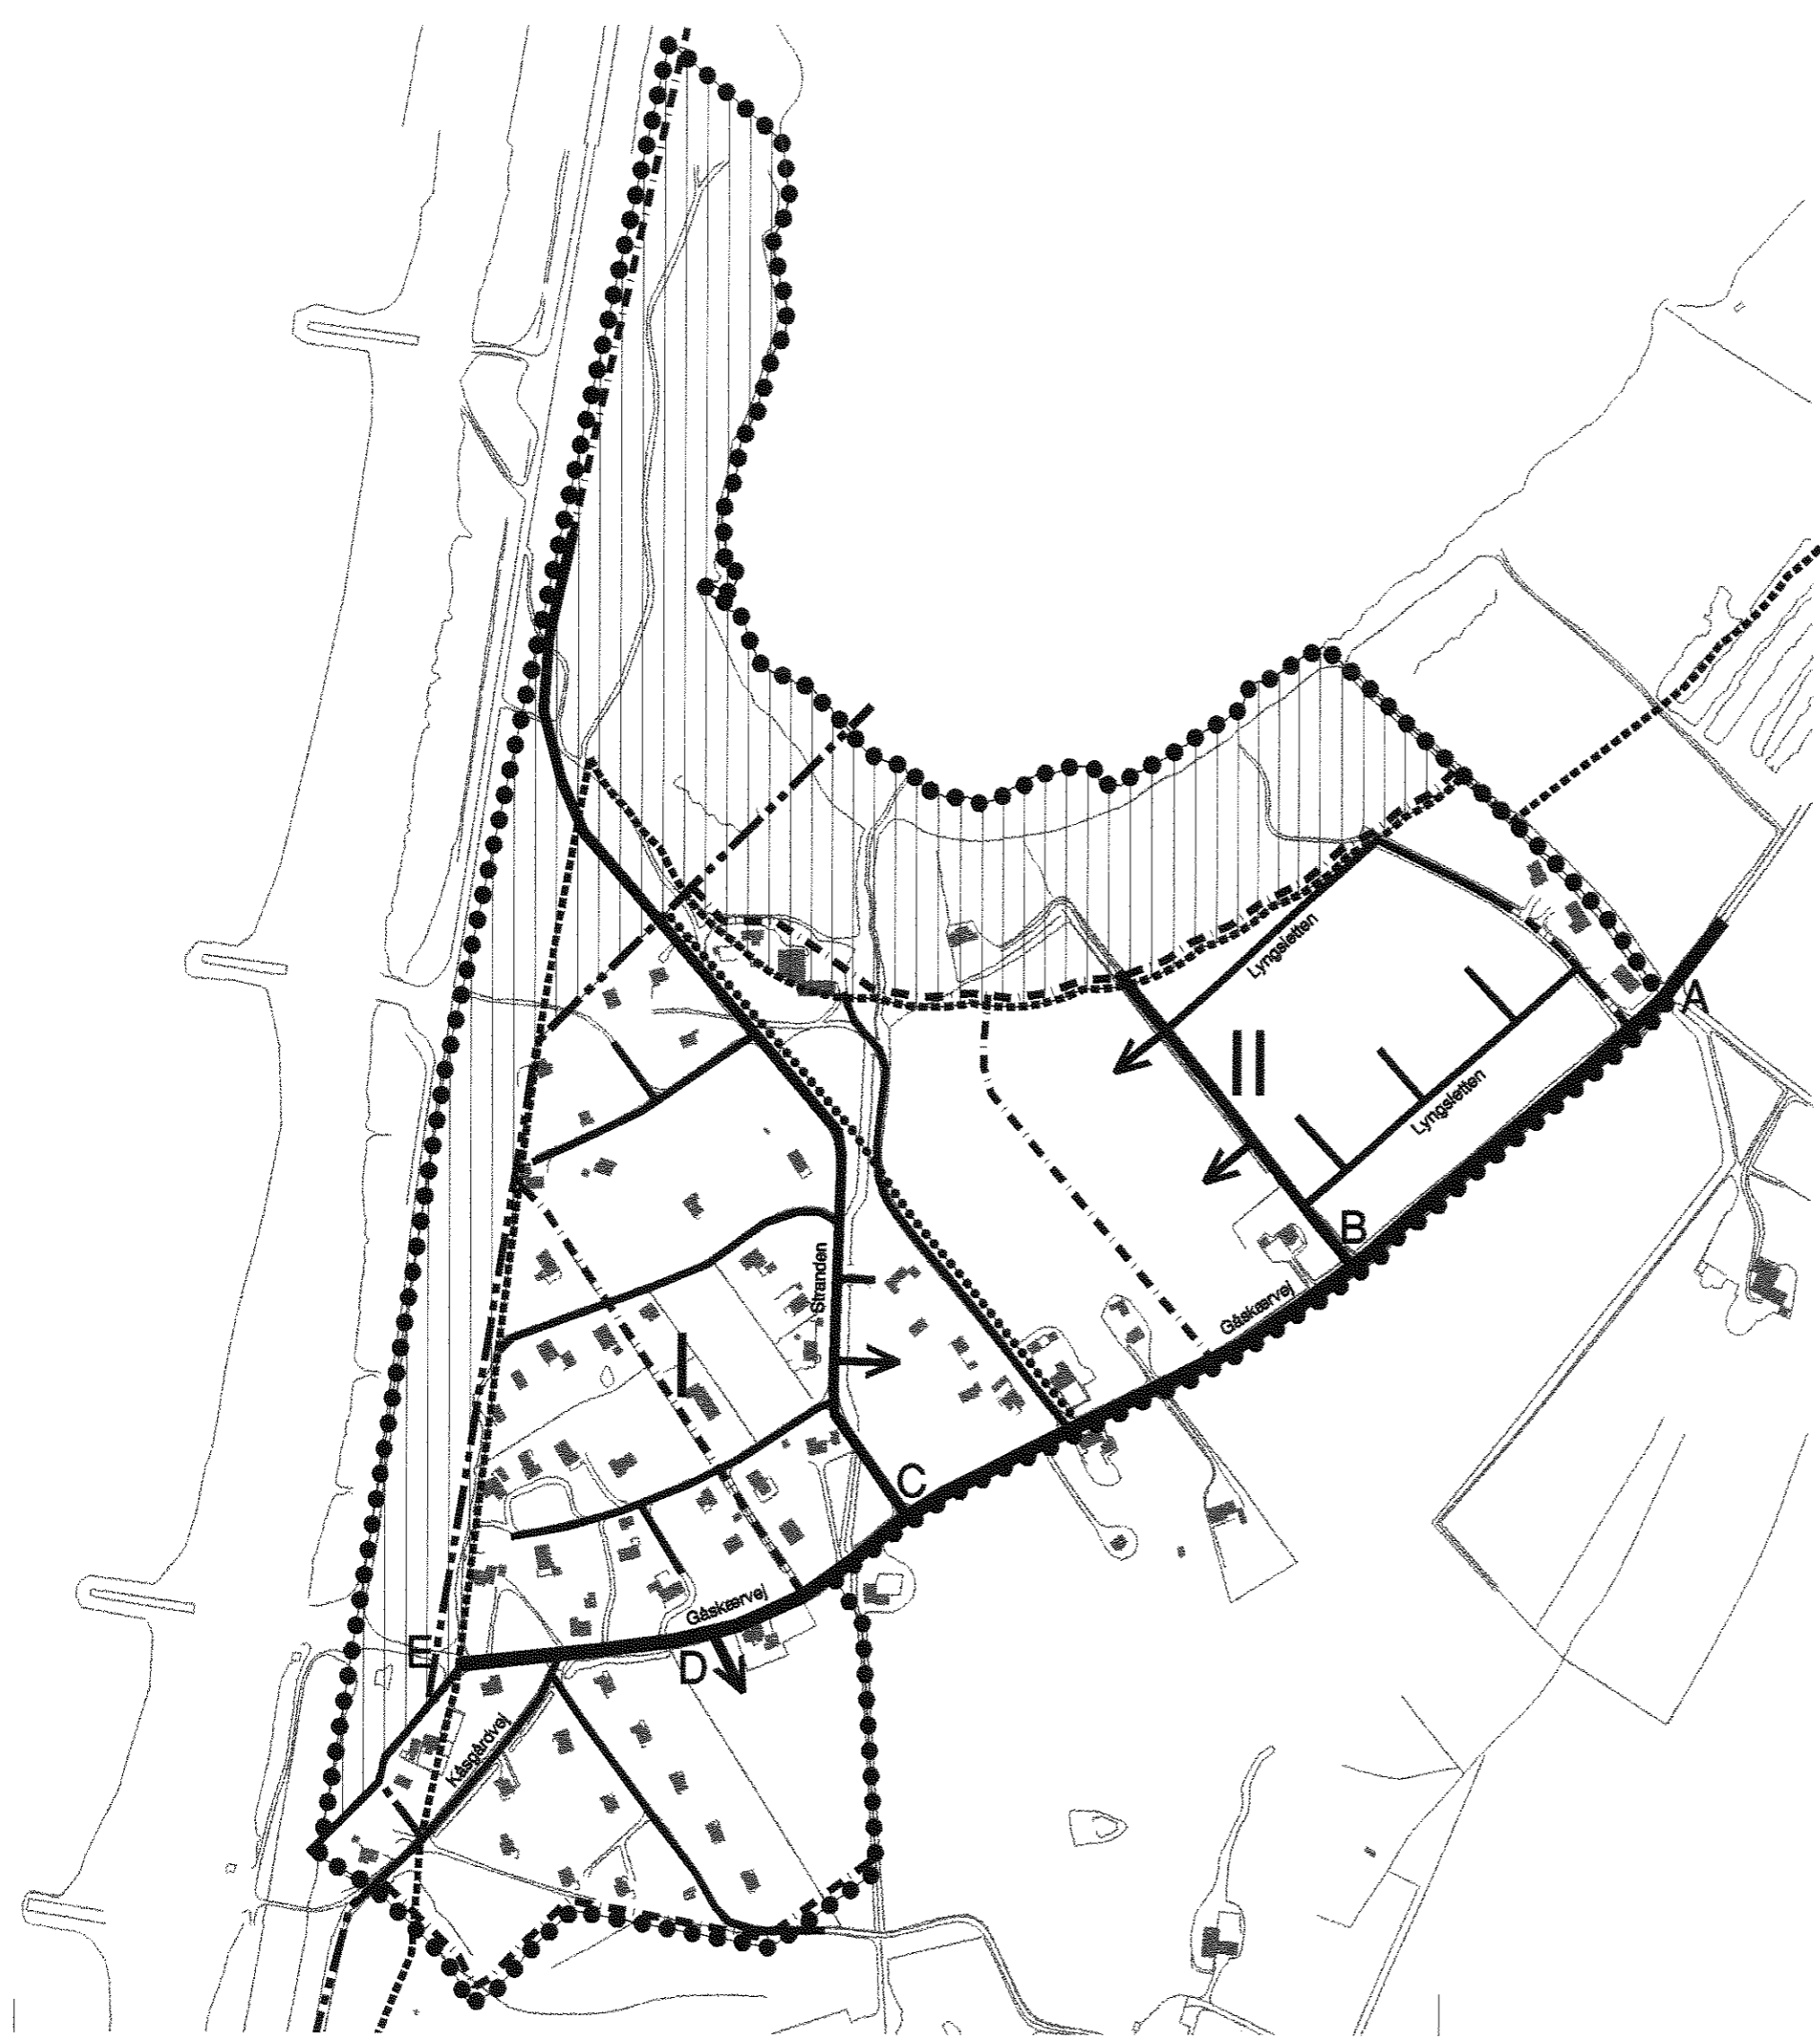 Lyngsletten
A
II
Lyngsletten
B
Stranden
Gåskærvej
I
C
Gåskærvej
E
D
Kåsgårdvej